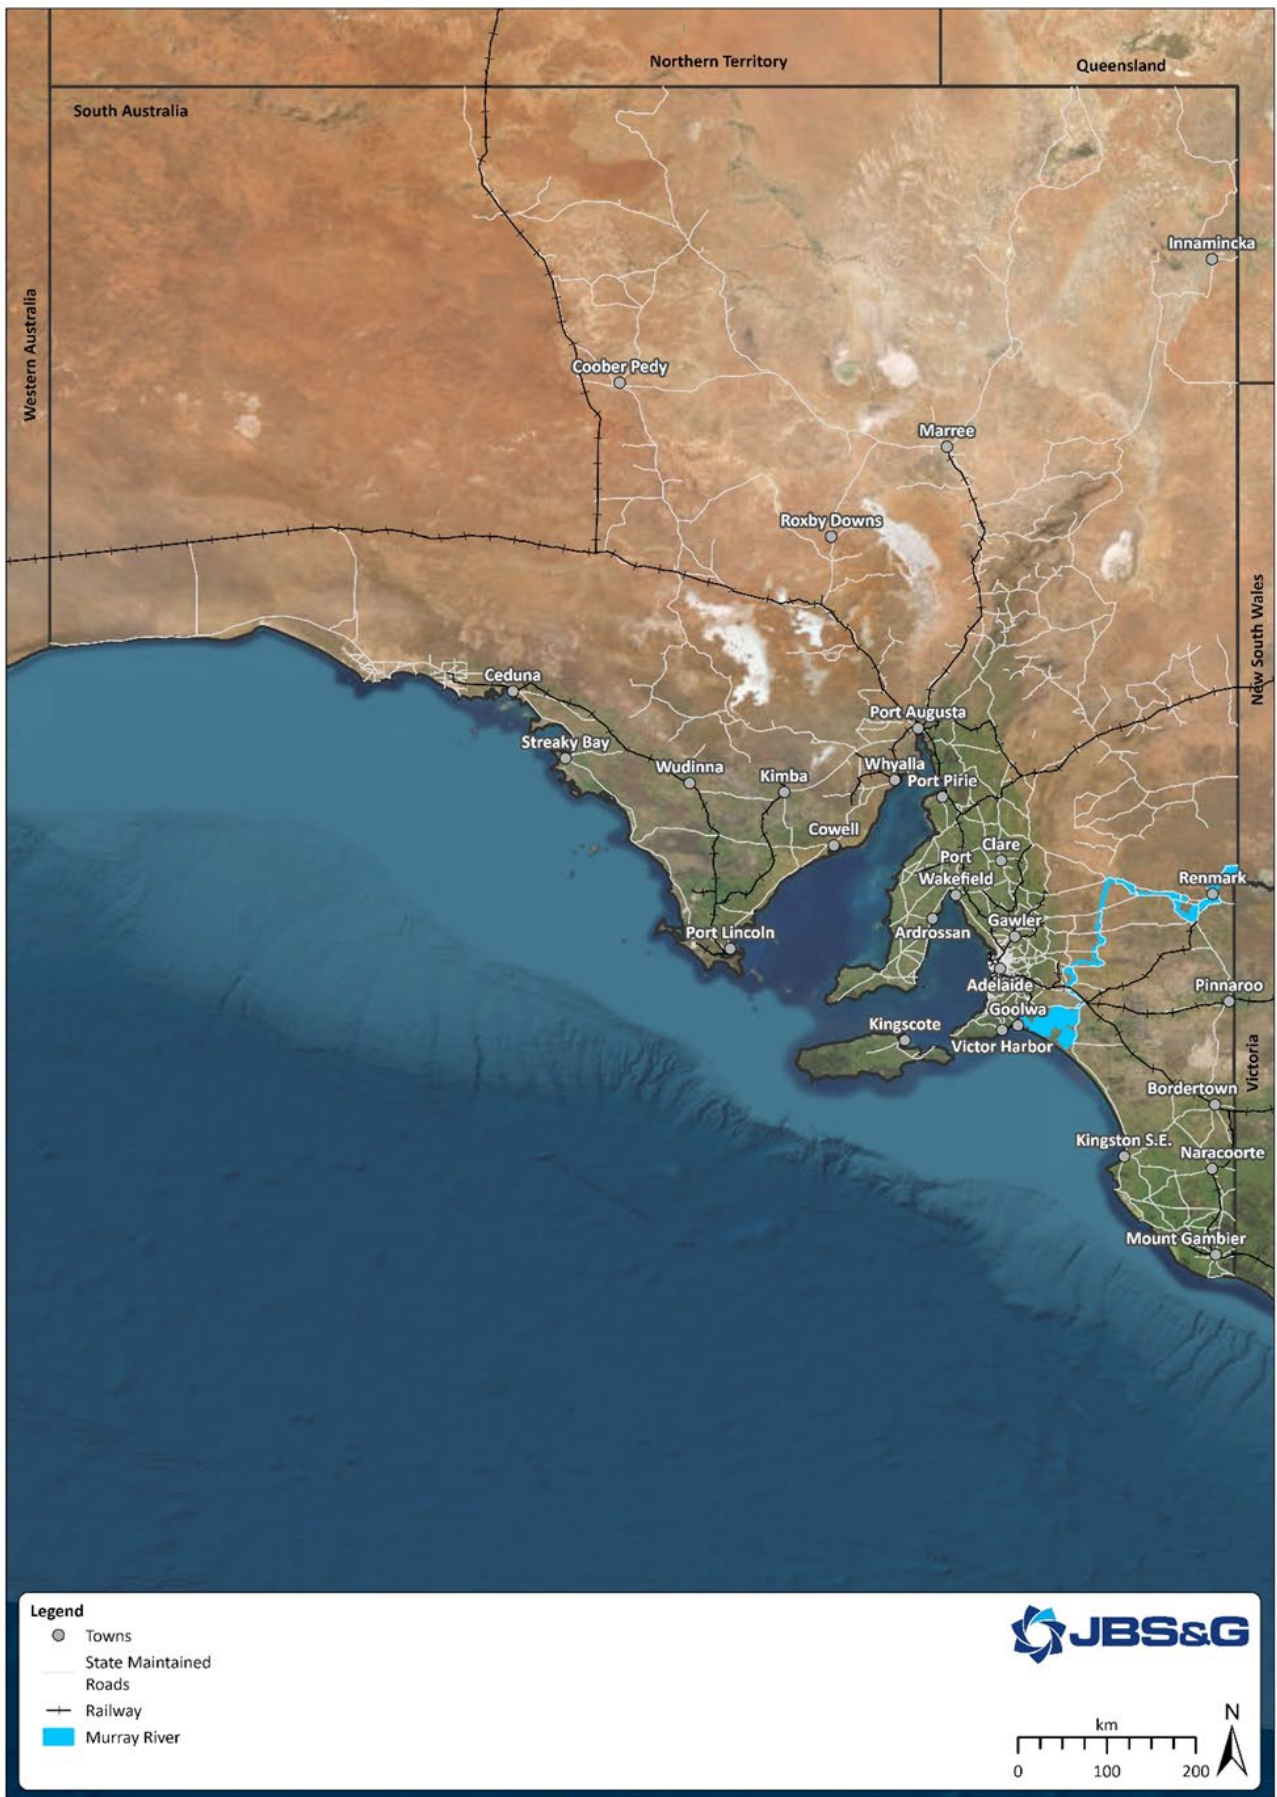 Northern Territory
Queensland
South Australia
Innamincka
Western Australia
Coober Pedy
Marree
Roxby Downs
New South Wales
Ceduna
Port Augusta
Streaky Bay
Wudinna
Kimba
Whyalla
Port Pirie
Cowell
Clare
Port
Wakefield
Renmark
Ardrossan
Gawler
Port Lincoln
Adelaide
Pinnaroo
Goolwa
Kingscote
Victor Harbor
Victoria
Bordertown
Kingston S.E.
Naracoorte
Mount Gambier
Legend
Towns
State Maintained
Roads
Railway
Murray River
JBS&G
N
km
0 100 200